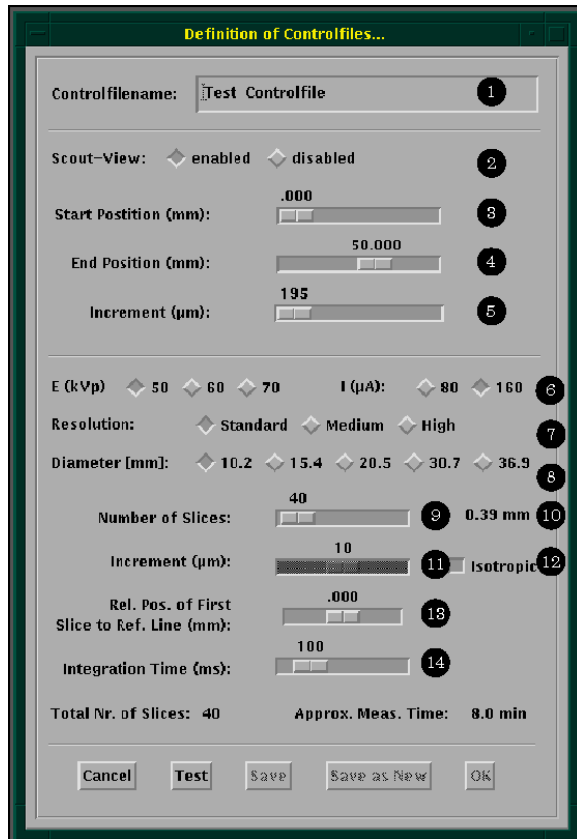 Definition of Controlfiles...
Controlfilename: Test Controlfile 1
Scout-View: enabled disabled 2
.000
Start Postition (mm): 3
50.000
End Position (mm): 4
195
Increment (µm): 5
E (kVp) 50 60 70 I (µA): 80 160 6
Resolution: Standard Medium High 7
Diameter [mm]: 10.2 15.4 20.5 30.7 36.9 8
40
Number of Slices: 9 0.39 mm 10
10
Increment (µm): 11 Isotropic 12
Rel. Pos. of First .000
Slice to Ref. Line (mm): 13
100
Integration Time (ms): 14
Total Nr. of Slices: 40 Approx. Meas. Time: 8.0 min
Cancel Test Save Save as New OK